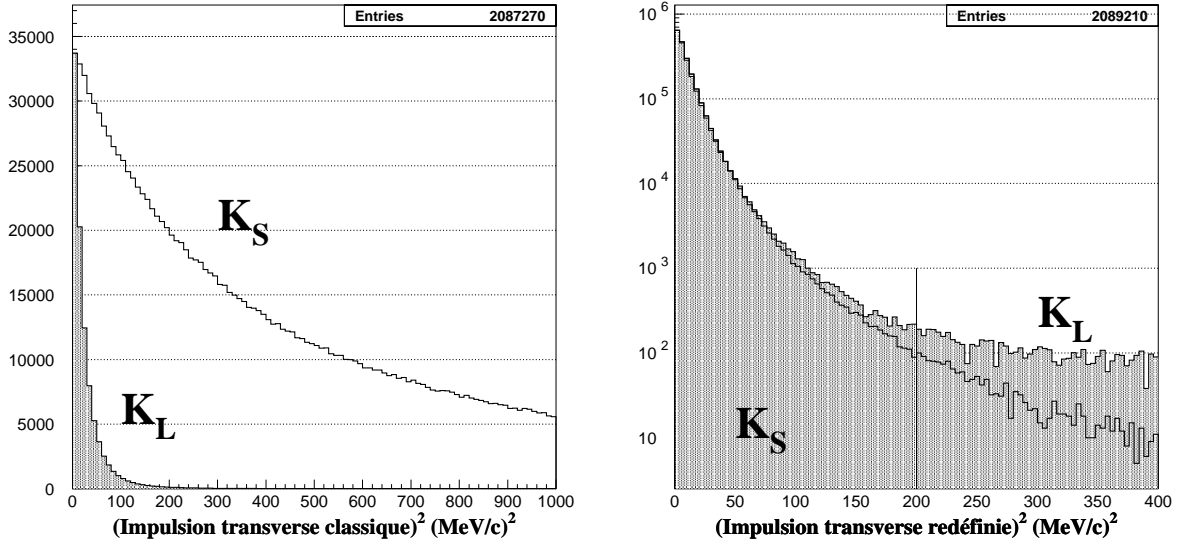 Entries 2087270
35000
30000
25000
20000
15000
10000
5000
0
K_S
K_L
0 100 200 300 400 500 600 700 800 900 1000
(Impulsion transverse classique)² (MeV/c)²
Entries 2089210
10⁶
10⁵
10⁴
10³
10²
10
K_L
K_S
0 50 100 150 200 250 300 350 400
(Impulsion transverse redéfinie)² (MeV/c)²